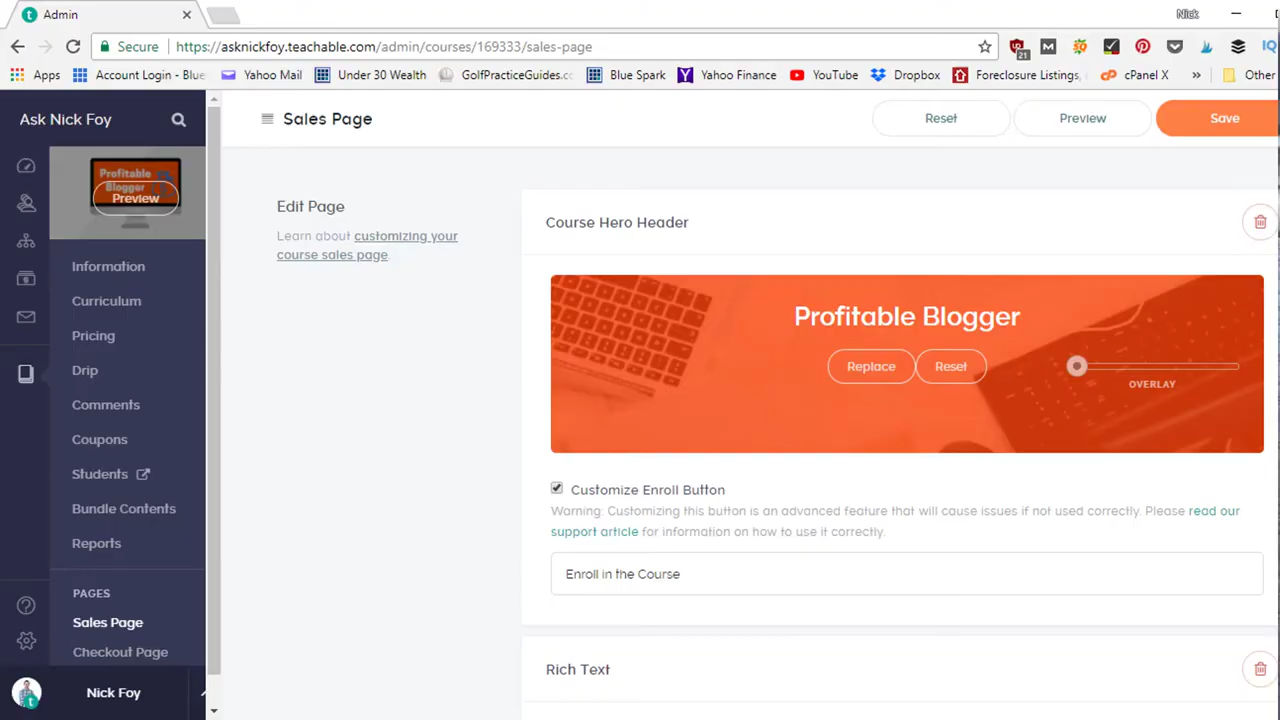 Admin
Nick
Secure
https://asknickfoy.teachable.com/admin/courses/169333/sales-page
21
Apps
Account Login - Blue
Yahoo Mail
Under 30 Wealth
GolfPracticeGuides.co
Blue Spark
Yahoo Finance
YouTube
Dropbox
Foreclosure Listings,
cPanel X
»
Other
Ask Nick Foy
Sales Page
Reset
Preview
Save
Profitable
Blogger
Preview
Information
Curriculum
Pricing
Drip
Comments
Coupons
Students
Bundle Contents
Reports
PAGES
Sales Page
Checkout Page
Nick Foy
Edit Page
Learn about customizing your
course sales page.
Course Hero Header
Profitable Blogger
Replace
Reset
OVERLAY
Customize Enroll Button
Warning: Customizing this button is an advanced feature that will cause issues if not used correctly. Please read our
support article for information on how to use it correctly.
Enroll in the Course
Rich Text